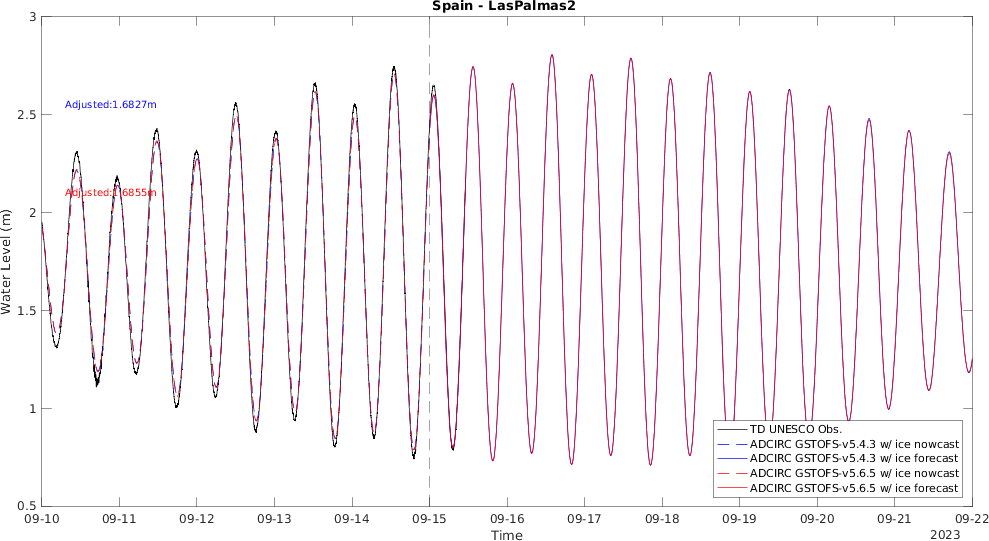 Spain - LasPalmas2
3
2.5
2
1.5
1
0.5
Water Level (m)
Adjusted:1.6827m
Adjusted:1.6855m
TD UNESCO Obs.
ADCIRC GSTOFS-v5.4.3 w/ ice nowcast
ADCIRC GSTOFS-v5.4.3 w/ ice forecast
ADCIRC GSTOFS-v5.6.5 w/ ice nowcast
ADCIRC GSTOFS-v5.6.5 w/ ice forecast
09-10 09-11 09-12 09-13 09-14 09-15 09-16 09-17 09-18 09-19 09-20 09-21 09-22
Time
2023